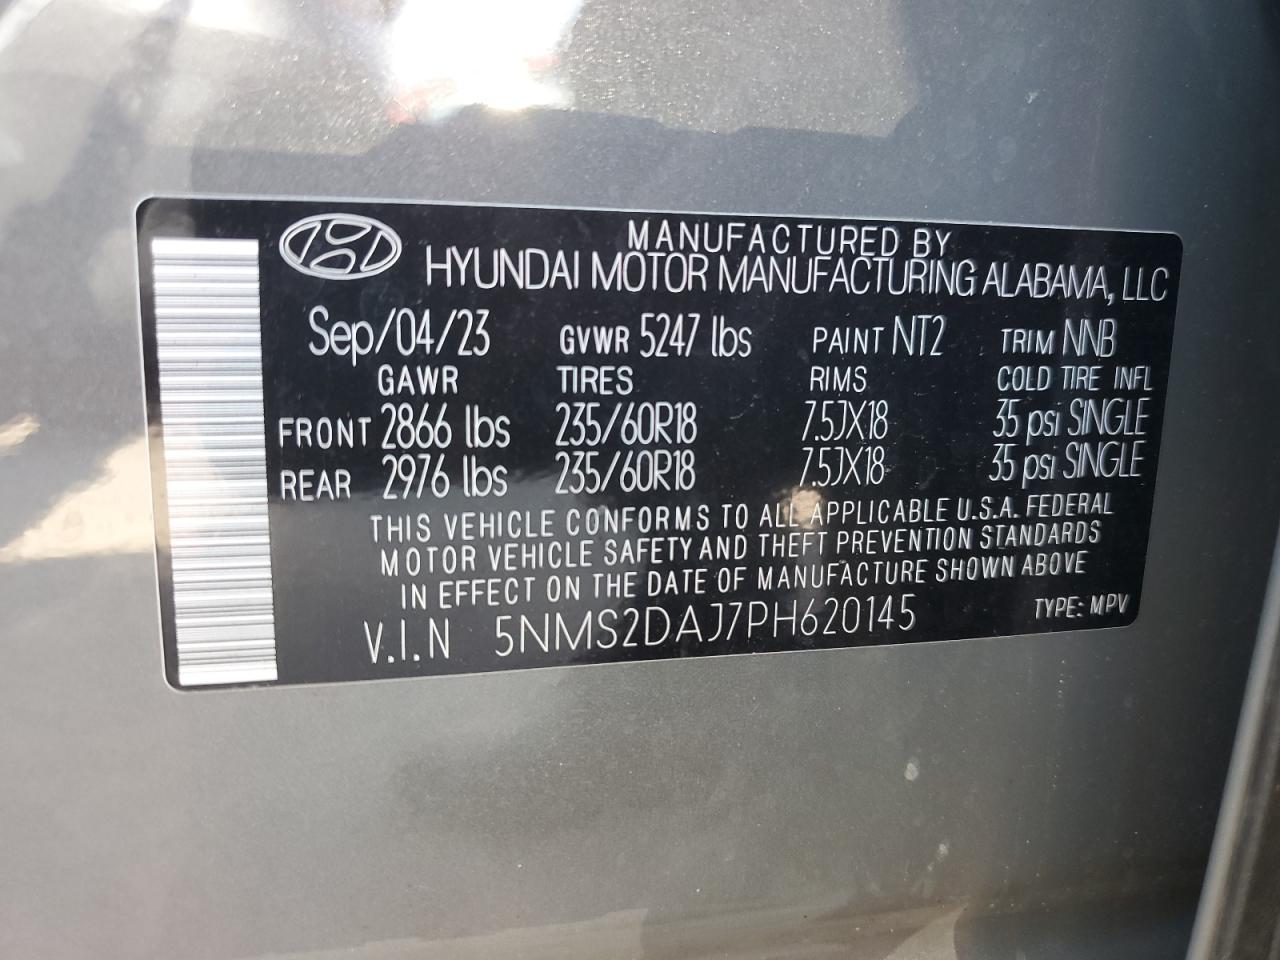 MANUFACTURED BY
HYUNDAI MOTOR MANUFACTURING ALABAMA, LLC
Sep/04/23 GVWR 5247 lbs PAINT NT2 TRIM NNB
GAWR TIRES RIMS COLD TIRE INFL
FRONT 2866 lbs 235/60R18 7.5JX18 35 psi SINGLE
REAR 2976 lbs 235/60R18 7.5JX18 35 psi SINGLE
THIS VEHICLE CONFORMS TO ALL APPLICABLE U.S.A. FEDERAL
MOTOR VEHICLE SAFETY AND THEFT PREVENTION STANDARDS
IN EFFECT ON THE DATE OF MANUFACTURE SHOWN ABOVE
V.I.N 5NMS2DAJ7PH620145 TYPE: MPV